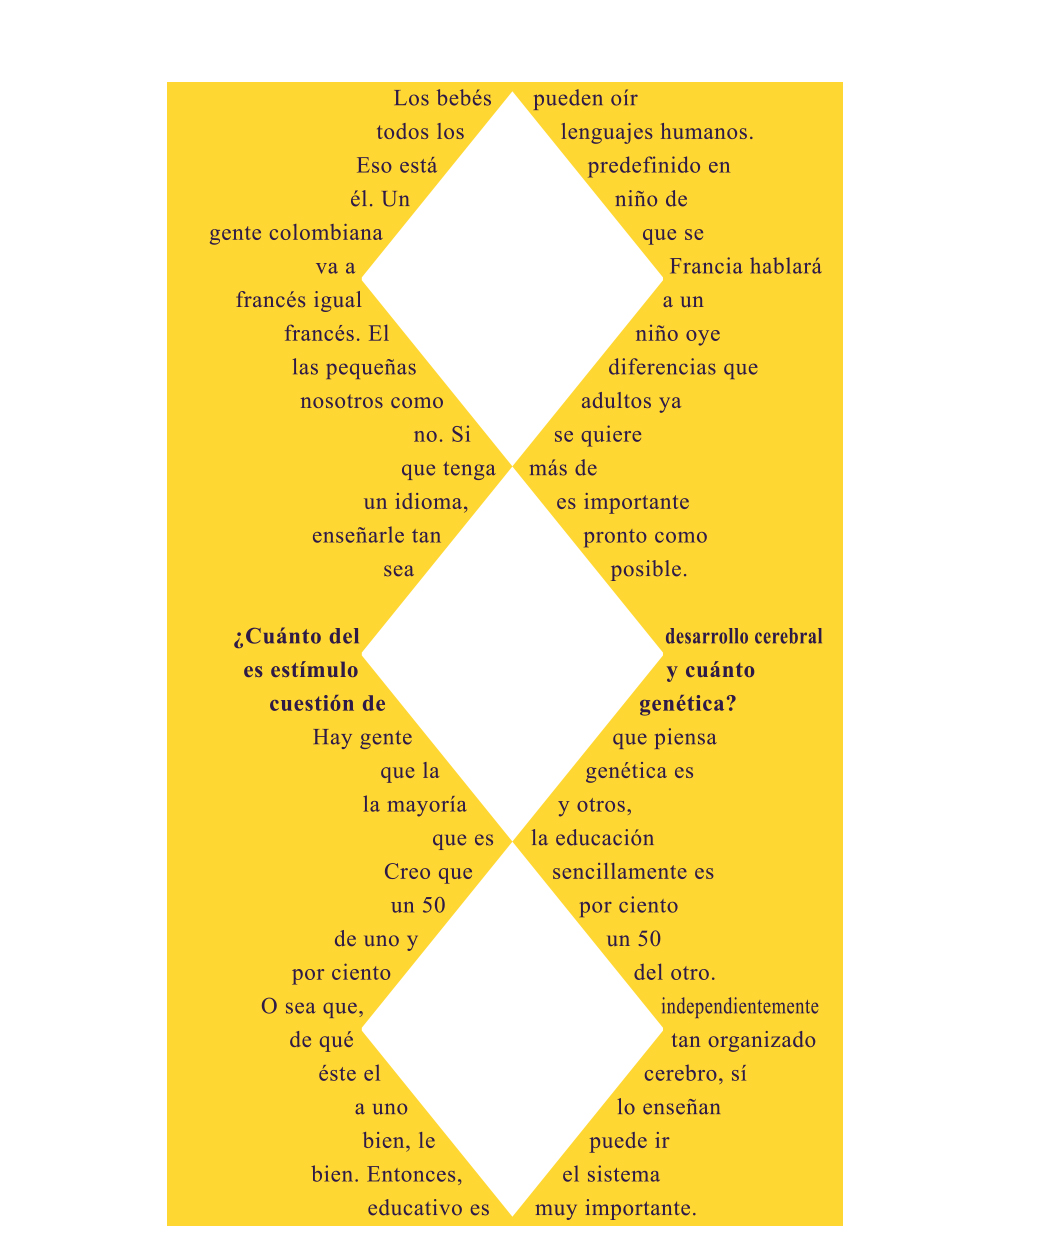 Los bebés pueden oír
todos los lenguajes humanos.
Eso está predefinido en
él. Un niño de
gente colombiana que se
va a Francia hablará
francés igual a un
francés. El niño oye
las pequeñas diferencias que
nosotros como adultos ya
no. Si se quiere
que tenga más de
un idioma, es importante
enseñarle tan pronto como
sea posible.
¿Cuánto del desarrollo cerebral
es estímulo y cuánto
cuestión de genética?
Hay gente que piensa
que la genética es
la mayoría y otros,
que es la educación
Creo que sencillamente es
un 50 por ciento
de uno y un 50
por ciento del otro.
O sea que, independientemente
de qué tan organizado
éste el cerebro, sí
a uno lo enseñan
bien, le puede ir
bien. Entonces, el sistema
educativo es muy importante.